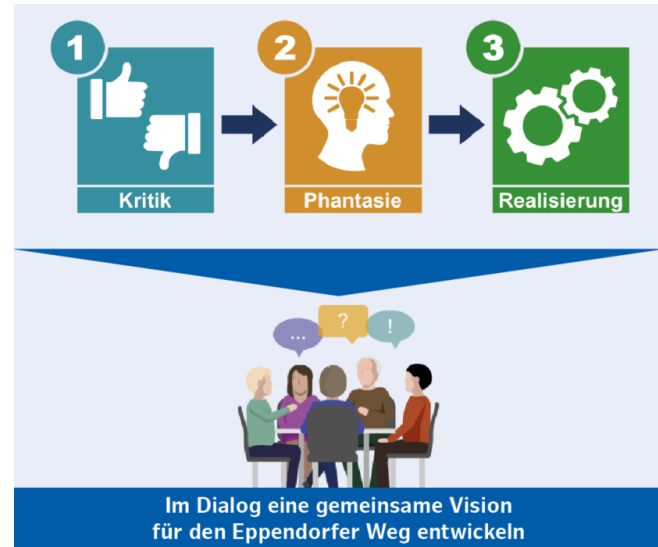 1
2
3
Kritik
Phantasie
Realisierung
...
?
!
Im Dialog eine gemeinsame Vision
für den Eppendorfer Weg entwickeln